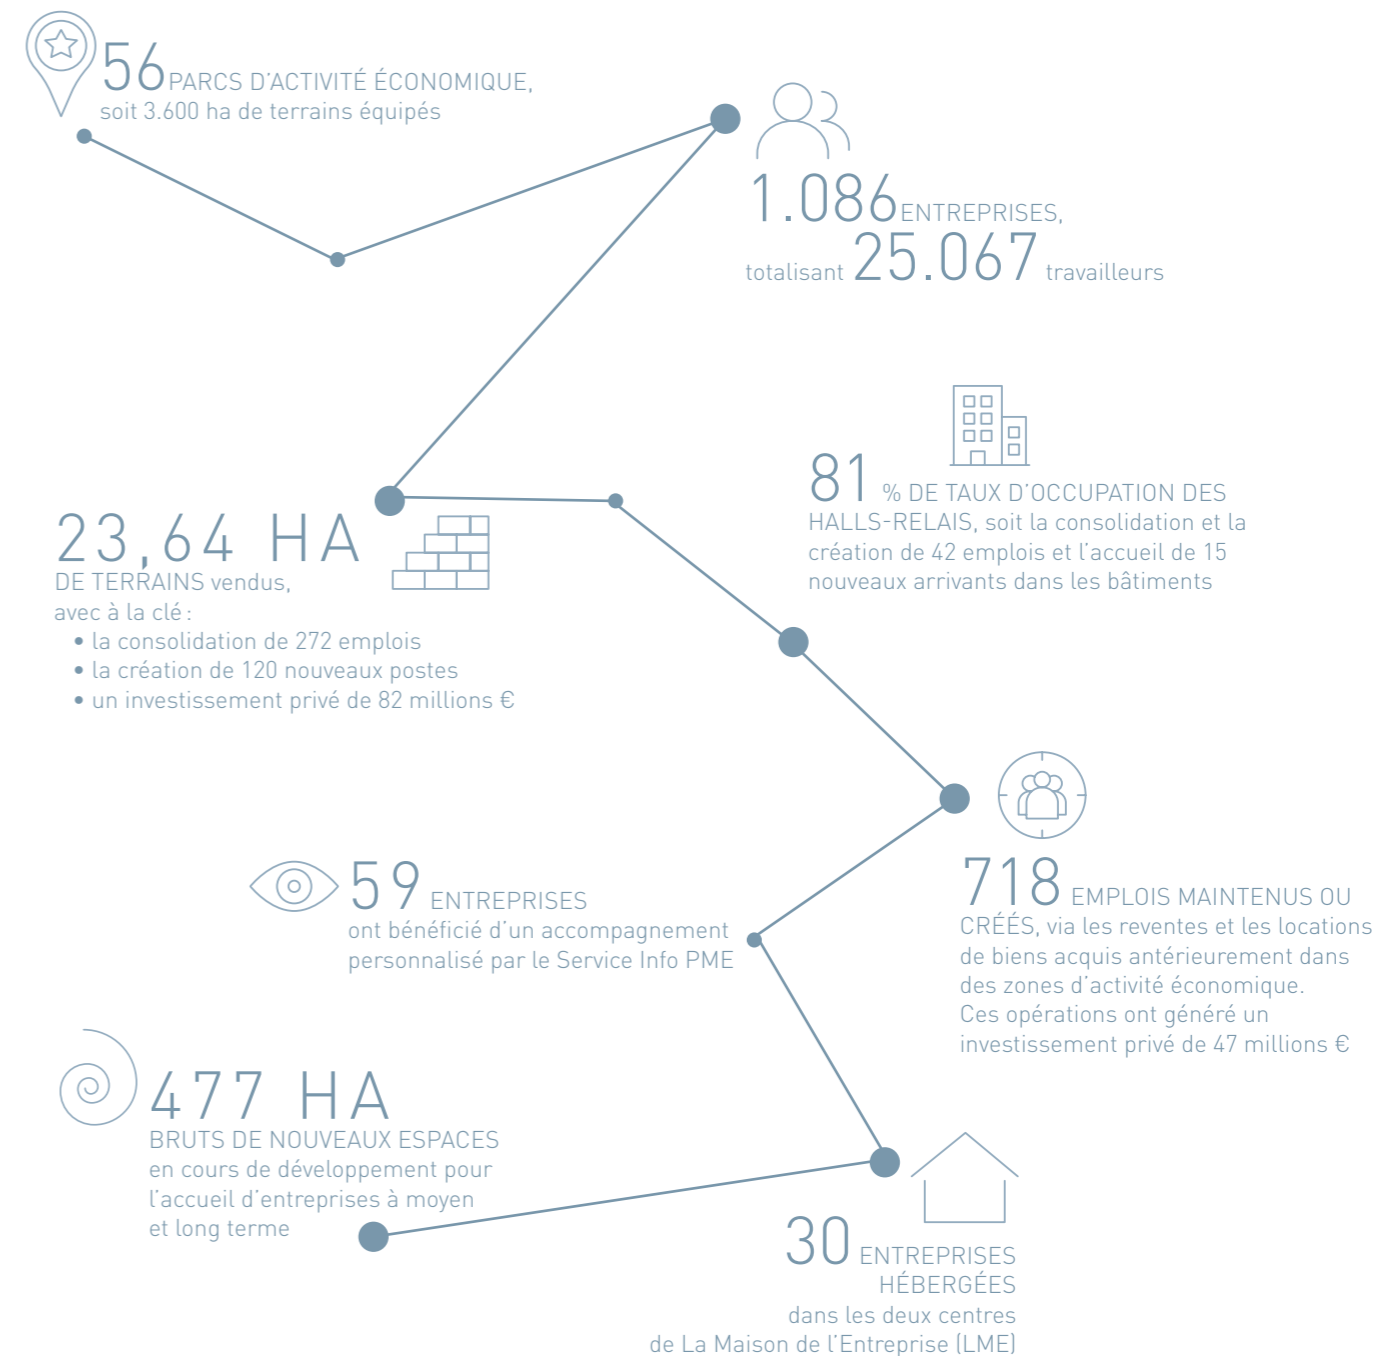 56 PARCS D'ACTIVITÉ ÉCONOMIQUE,
soit 3.600 ha de terrains équipés
1.086 ENTREPRISES,
totalisant 25.067 travailleurs
81 % DE TAUX D'OCCUPATION DES
HALLS-RELAIS, soit la consolidation et la
création de 42 emplois et l'accueil de 15
nouveaux arrivants dans les bâtiments
23,64 HA
DE TERRAINS vendus,
avec à la clé :
• la consolidation de 272 emplois
• la création de 120 nouveaux postes
• un investissement privé de 82 millions €
718 EMPLOIS MAINTENUS OU
CRÉÉS, via les reventes et les locations
de biens acquis antérieurement dans
des zones d'activité économique.
Ces opérations ont généré un
investissement privé de 47 millions €
59 ENTREPRISES
ont bénéficié d'un accompagnement
personnalisé par le Service Info PME
477 HA
BRUTS DE NOUVEAUX ESPACES
en cours de développement pour
l'accueil d'entreprises à moyen
et long terme
30 ENTREPRISES
HÉBERGÉES
dans les deux centres
de La Maison de l'Entreprise (LME)